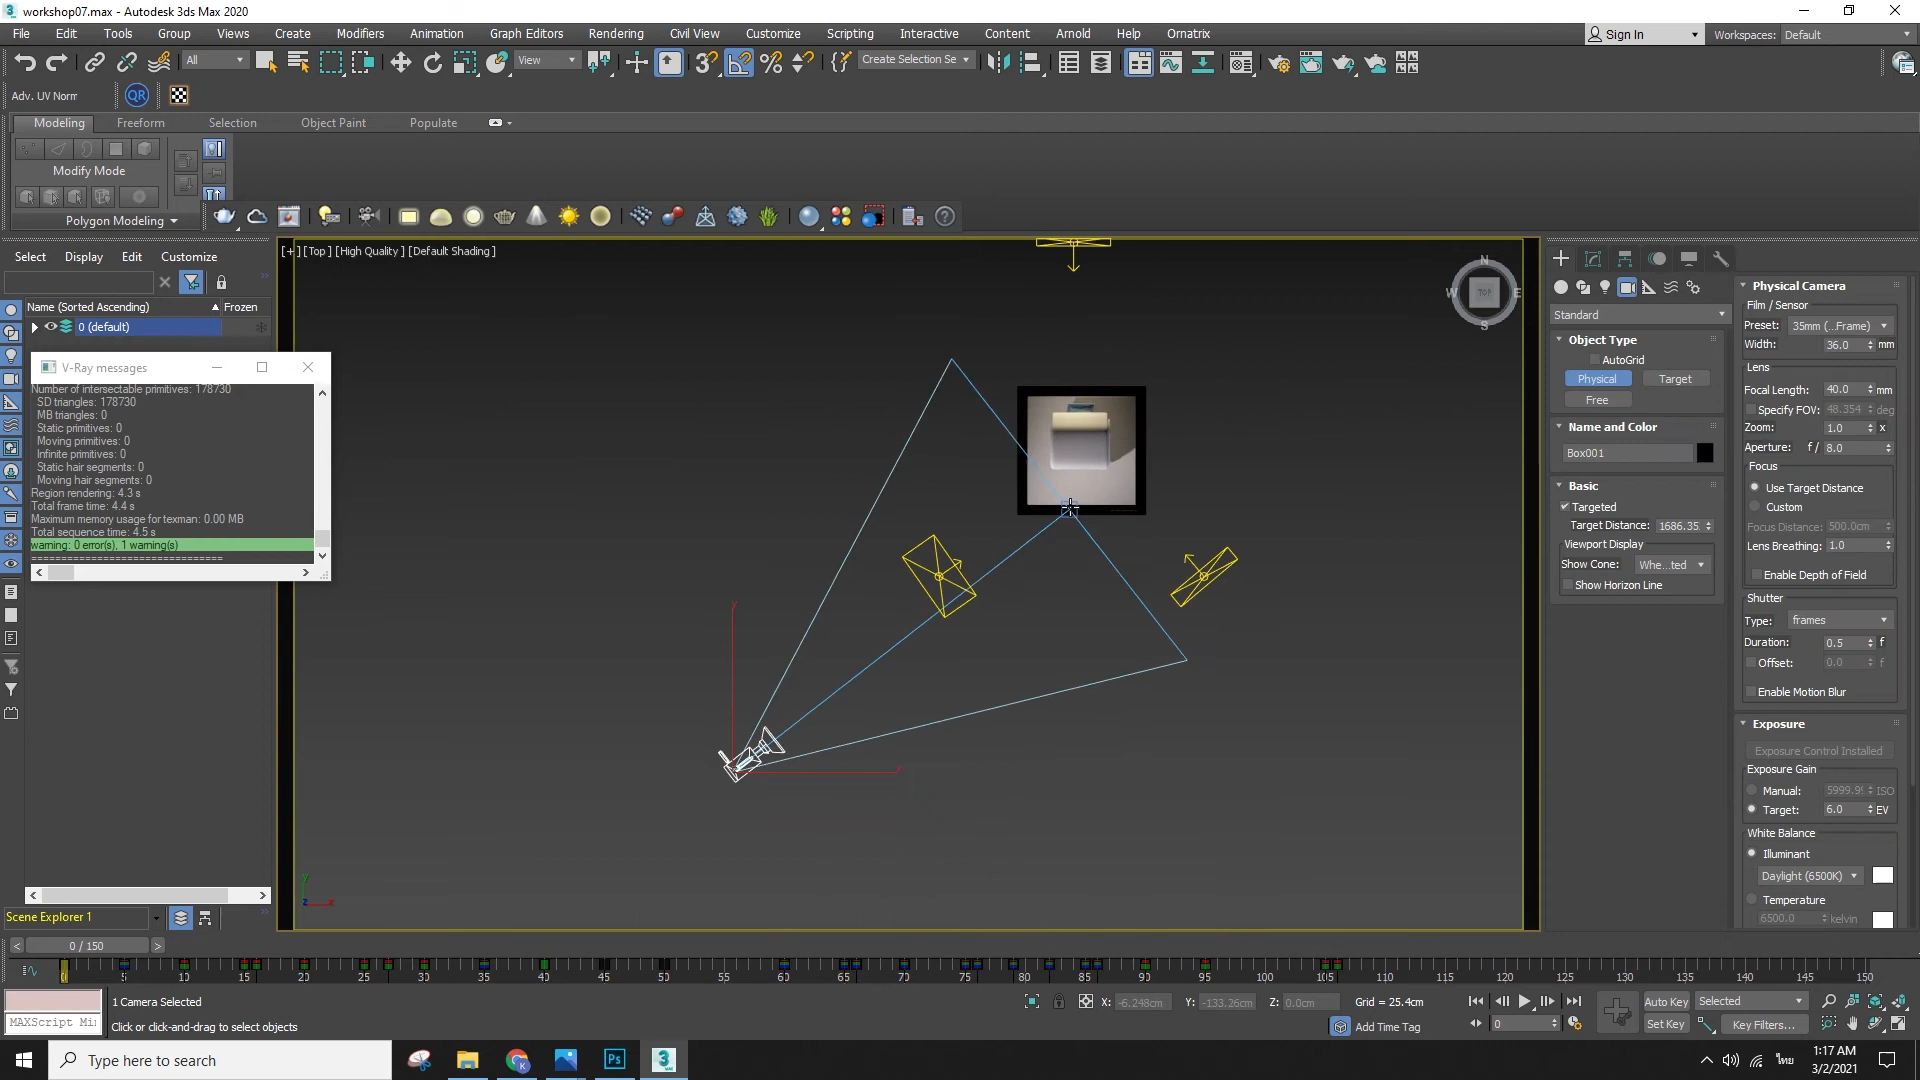 workshop07.max - Autodesk 3ds Max 2020
File Edit Tools Group Views Create Modifiers Animation Graph Editors Rendering Civil View Customize Scripting Interactive Content Arnold Help Ornatrix
Sign In
Workspaces: Default
All
View
Create Selection Se
Adv. UV Norm
QR
Modeling Freeform Selection Object Paint Populate
Modify Mode
Polygon Modeling
Select Display Edit Customize
Name (Sorted Ascending) Frozen
0 (default)
V-Ray messages
Number of intersectable primitives: 178730
SD triangles: 178730
MB triangles: 0
Static primitives: 0
Moving primitives: 0
Infinite primitives: 0
Static hair segments: 0
Moving hair segments: 0
Region rendering: 4.3 s
Total frame time: 4.4 s
Maximum memory usage for texman: 0.00 MB
Total sequence time: 4.5 s
warning: 0 error(s), 1 warning(s)
==============================
Scene Explorer 1
[+] [Top] [High Quality] [Default Shading]
N
W TOP E
S
y
x
y
z x
Standard
Object Type
AutoGrid
Physical Target
Free
Name and Color
Box001
Basic
Targeted
Target Distance: 1686.35
Viewport Display
Show Cone: Whe...ted
Show Horizon Line
Physical Camera
Film / Sensor
Preset: 35mm (...Frame)
Width: 36.0 mm
Lens
Focal Length: 40.0 mm
Specify FOV: 48.354 deg
Zoom: 1.0 x
Aperture: f / 8.0
Focus
Use Target Distance
Custom
Focus Distance: 500.0cm
Lens Breathing: 1.0
Enable Depth of Field
Shutter
Type: frames
Duration: 0.5 f
Offset: 0.0 f
Enable Motion Blur
Exposure
Exposure Control Installed
Exposure Gain
Manual: 5999.99 ISO
Target: 6.0 EV
White Balance
Illuminant
Daylight (6500K)
Temperature
6500.0 kelvin
< 0 / 150 >
0 5 10 15 20 25 30 35 40 45 50 55 60 65 70 75 80 85 90 95 100 105 110 115 120 125 130 135 140 145 150
MAXScript Mi
1 Camera Selected
Click or click-and-drag to select objects
X: -6.248cm Y: -133.26cm Z: 0.0cm Grid = 25.4cm
Add Time Tag
0
Auto Key Selected
Set Key Key Filters...
Type here to search
Ps
3
ไทย
1:17 AM
3/2/2021